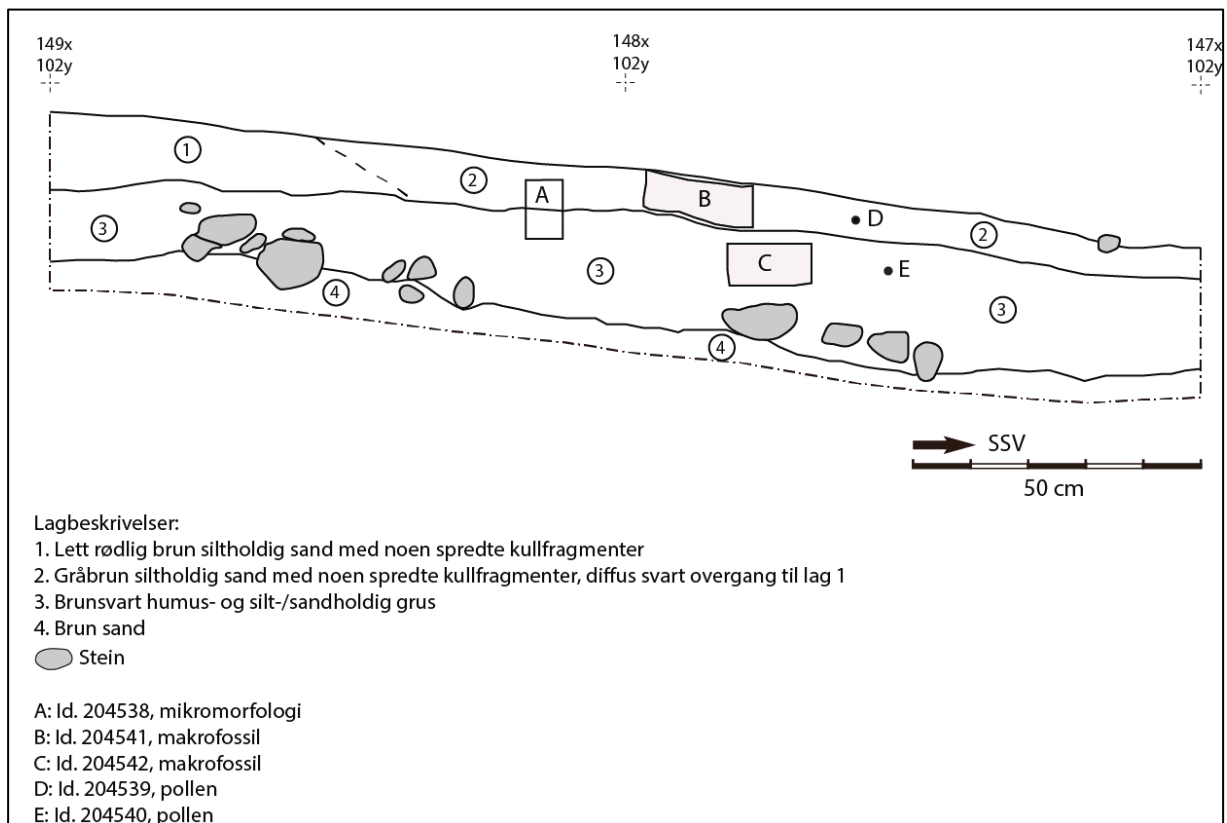 149x
102y
148x
102y
147x
102y
1
2
A
B
D
2
3
C
E
3
4
3
4
SSV
50 cm
Lagbeskrivelser:
1. Lett rødlig brun siltholdig sand med noen spredte kullfragmenter
2. Gråbrun siltholdig sand med noen spredte kullfragmenter, diffus svart overgang til lag 1
3. Brunsvart humus- og silt-/sandholdig grus
4. Brun sand
Stein
A: Id. 204538, mikromorfologi
B: Id. 204541, makrofossil
C: Id. 204542, makrofossil
D: Id. 204539, pollen
E: Id. 204540, pollen